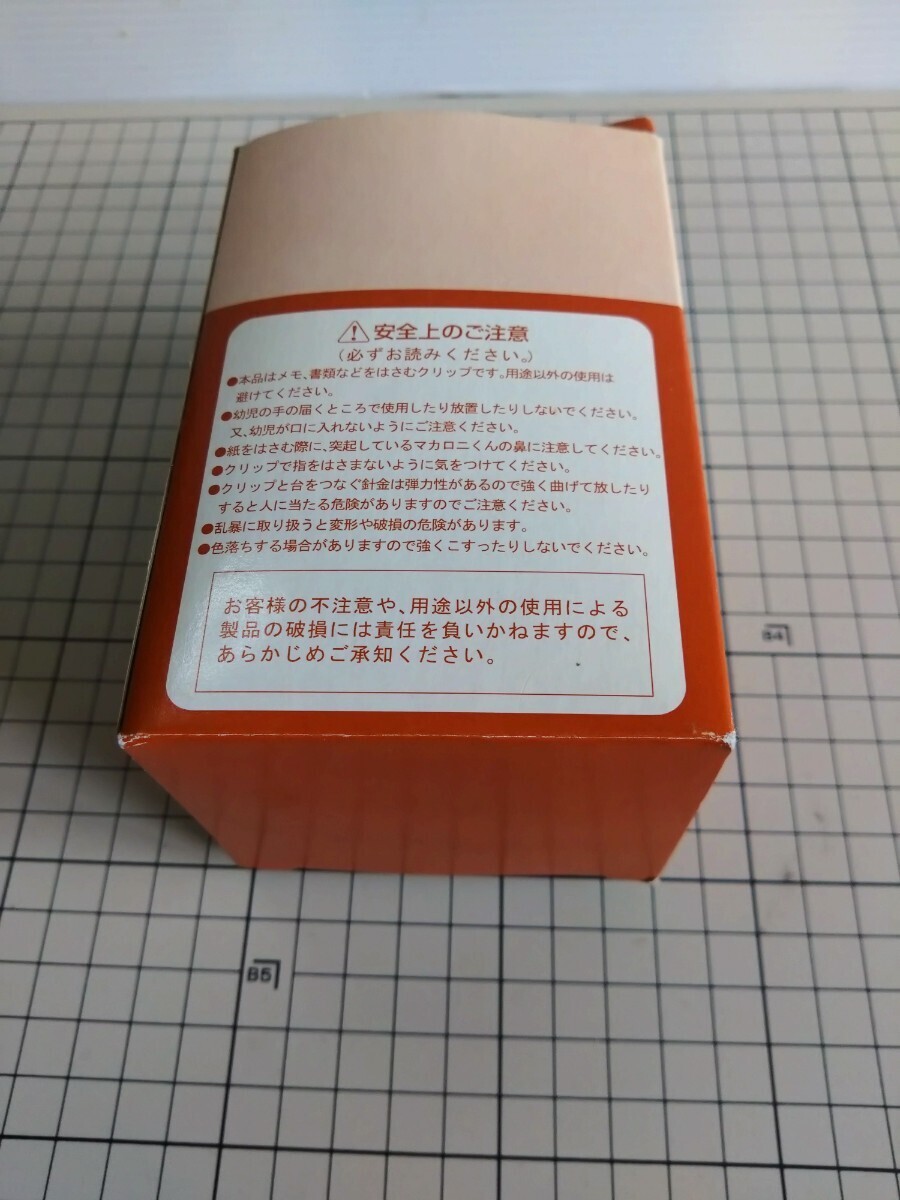 安全上のご注意
(必ずお読みください。)
●本品はメモ、書類などをはさむクリップです。用途以外の使用は
避けてください。
●幼児の手の届くところで使用したり放置したりしないでください。
又、幼児が口に入れないようにご注意ください。
●紙をはさむ際に、突起しているマカロニくんの鼻に注意してください。
●クリップで指をはさまないように気をつけてください。
●クリップと台をつなぐ針金は弾力性があるので強く曲げて放したり
すると人に当たる危険がありますのでご注意ください。
●乱暴に取り扱うと変形や破損の危険があります。
●色落ちする場合がありますので強くこすったりしないでください。
お客様の不注意や、用途以外の使用による
製品の破損には責任を負いかねますので、
あらかじめご承知ください。
B4
B5